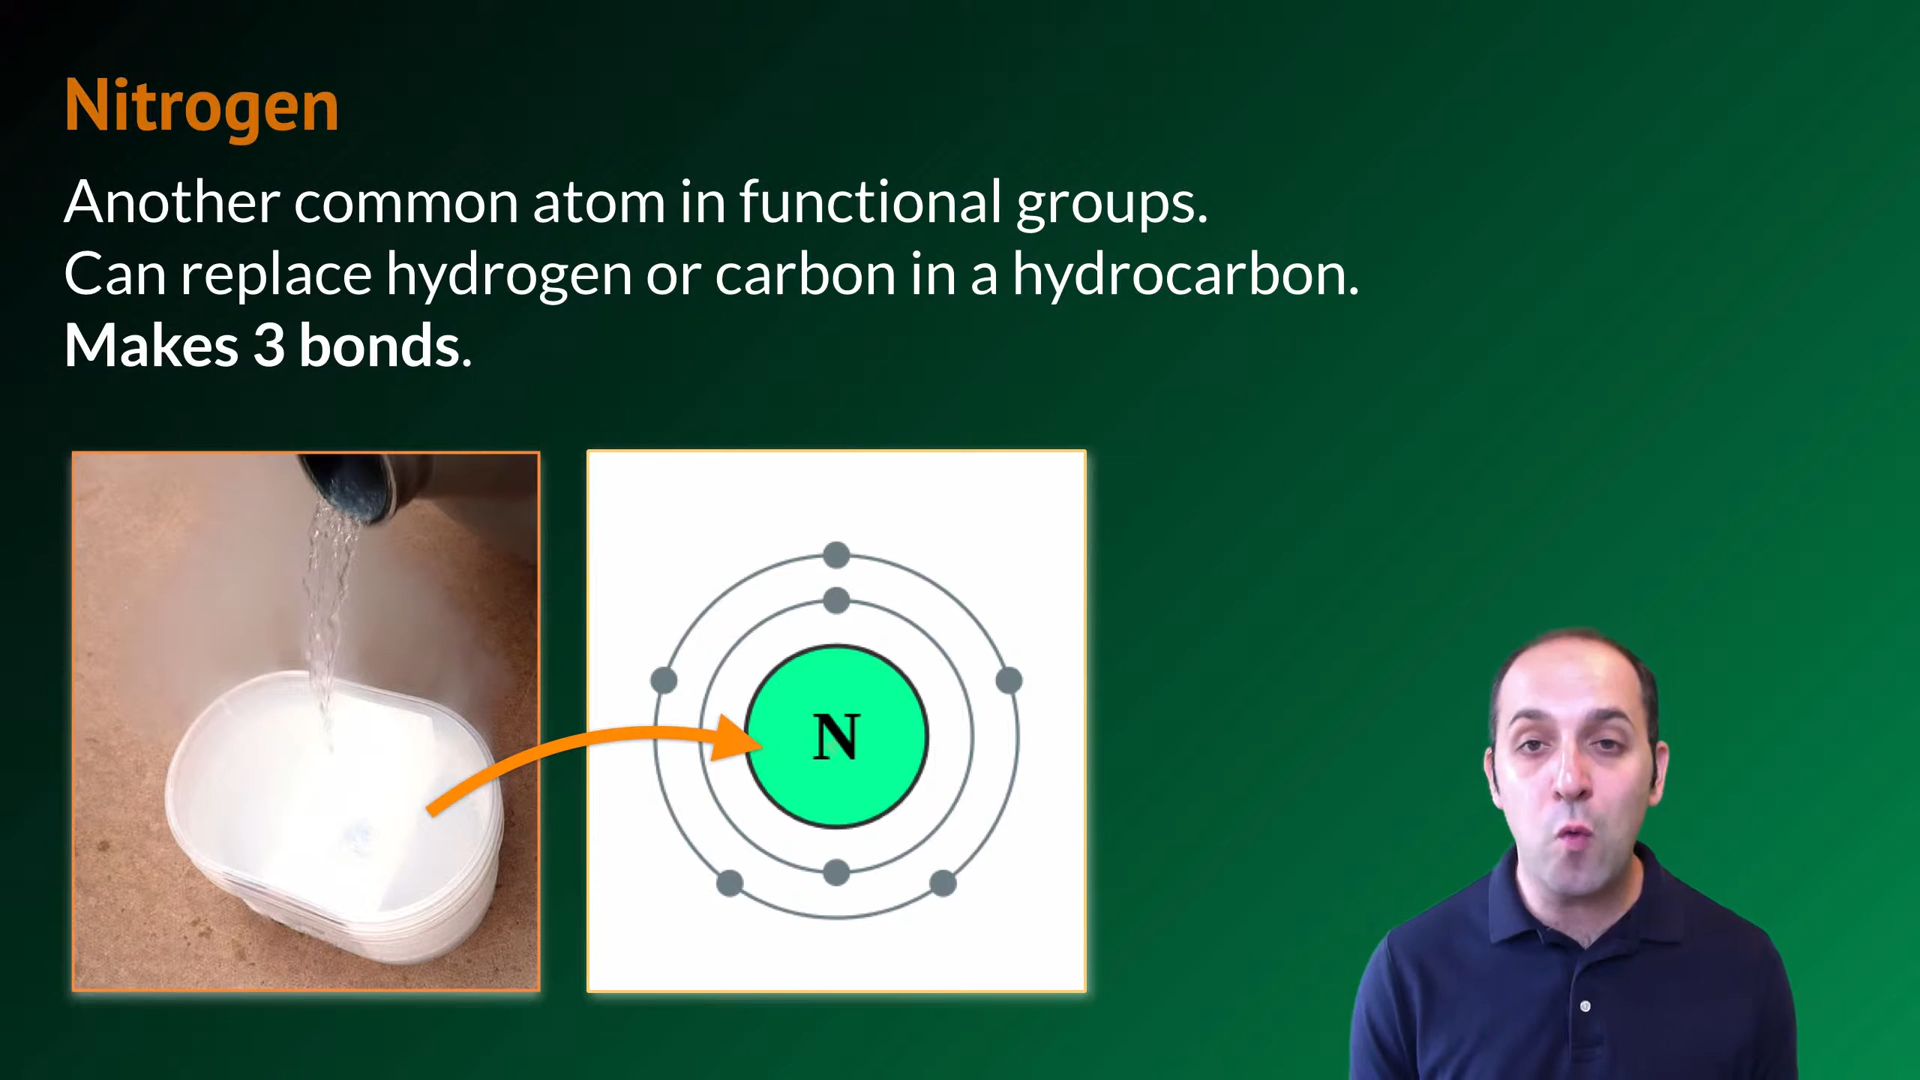 Nitrogen
Another common atom in functional groups.
Can replace hydrogen or carbon in a hydrocarbon.
Makes 3 bonds.
N